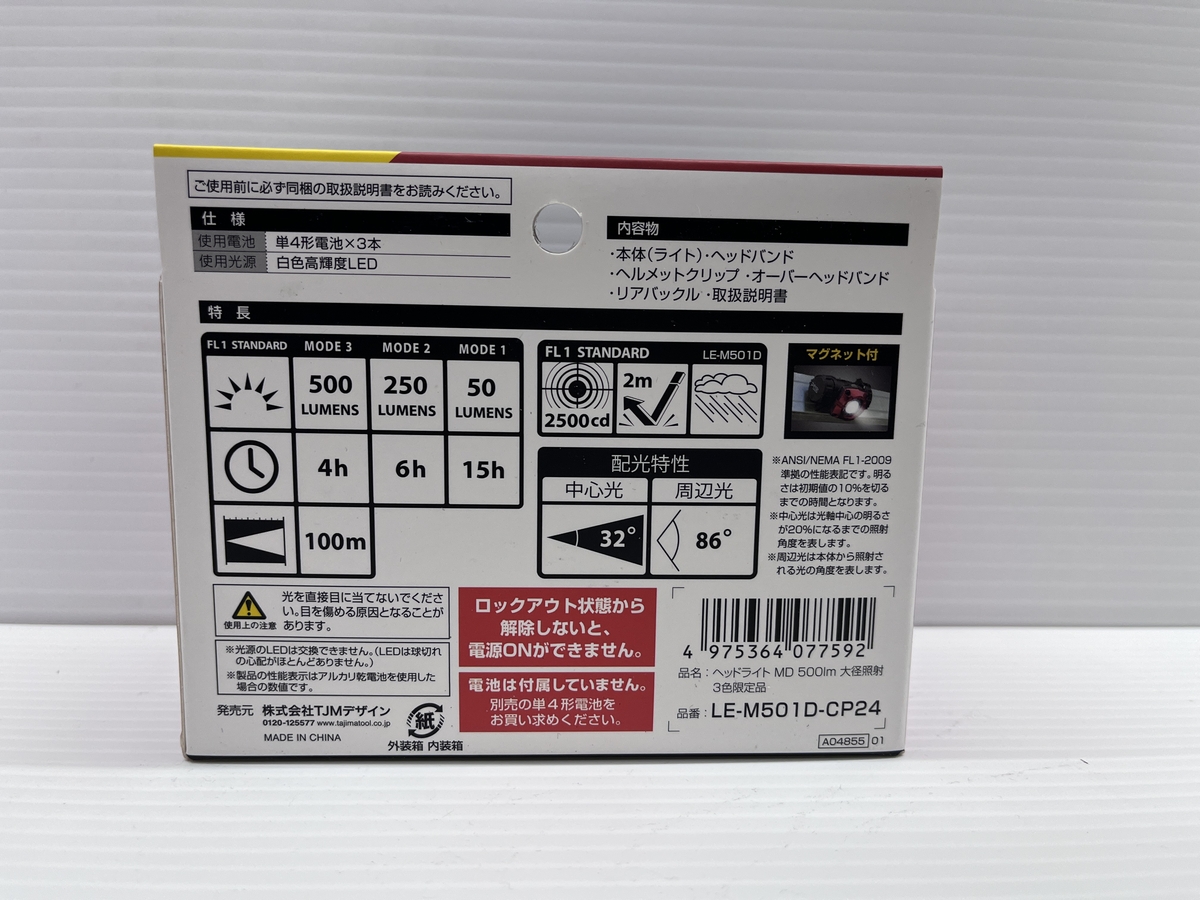 ご使用前に必ず同梱の取扱説明書をお読みください。
仕 様
使用電池 単4形電池×3本
使用光源 白色高輝度LED
内容物
・本体(ライト)・ヘッドバンド
・ヘルメットクリップ ・オーバーヘッドバンド
・リアバックル ・取扱説明書
特 長
FL1 STANDARD MODE 3 MODE 2 MODE 1
500 LUMENS 250 LUMENS 50 LUMENS
4h 6h 15h
100m
FL1 STANDARD LE-M501D
2500cd 2m
マグネット付
配光特性
中心光 周辺光
32° 86°
※ANSI/NEMA FL1-2009
準拠の性能表記です。明る
さは初期値の10%を切る
までの時間となります。
※中心光は光軸中心の明るさ
が20%になるまでの照射
角度を表します。
※周辺光は本体から照射さ
れる光の角度を表します。
使用上の注意
光を直接目に当てないでくださ
い。目を傷める原因となることが
あります。
※光源のLEDは交換できません。(LEDは球切れ
の心配がほとんどありません。)
※製品の性能表示はアルカリ乾電池を使用した
場合の数値です。
発売元 株式会社TJMデザイン
0120-125577 www.tajimatool.co.jp
MADE IN CHINA
紙
外装箱 内装箱
ロックアウト状態から
解除しないと、
電源ONができません。
電池は付属していません。
別売の単4形電池を
お買い求めください。
4 975364 077592
品名:ヘッドライト MD 500lm 大径照射
3色限定品
品番:LE-M501D-CP24
A04855 01